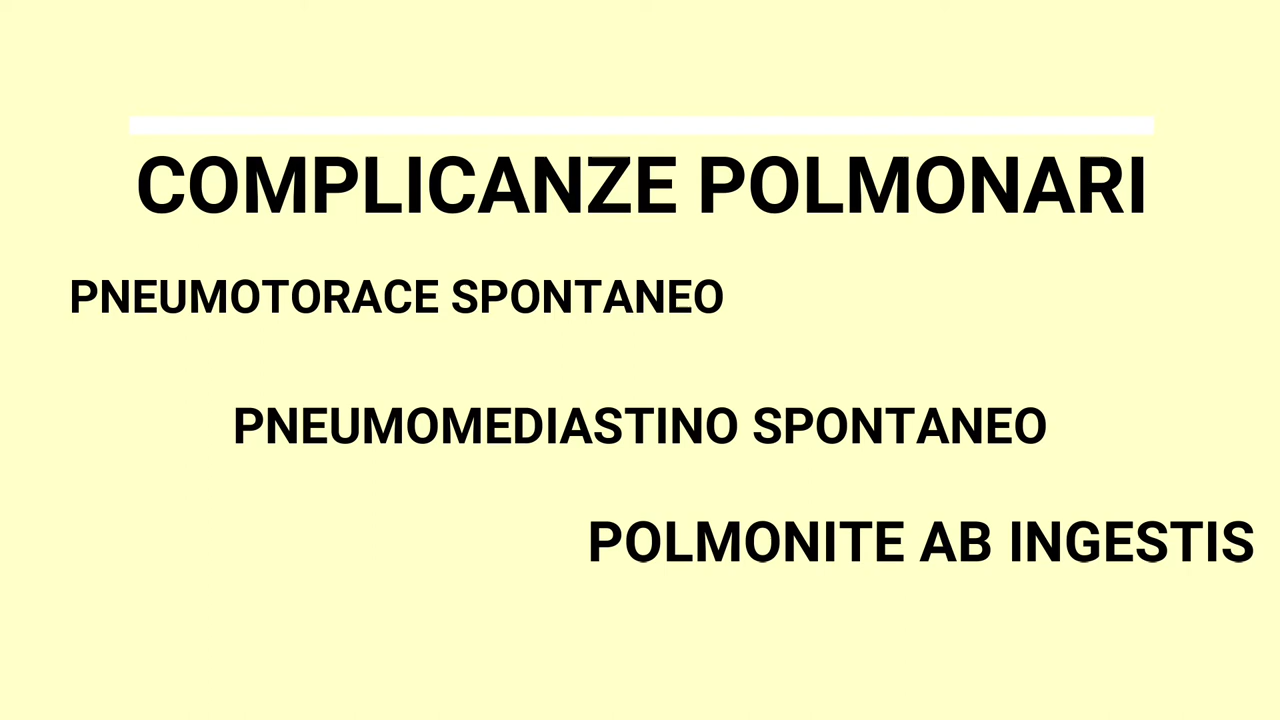 COMPLICANZE POLMONARI
PNEUMOTORACE SPONTANEO
PNEUMOMEDIASTINO SPONTANEO
POLMONITE AB INGESTIS